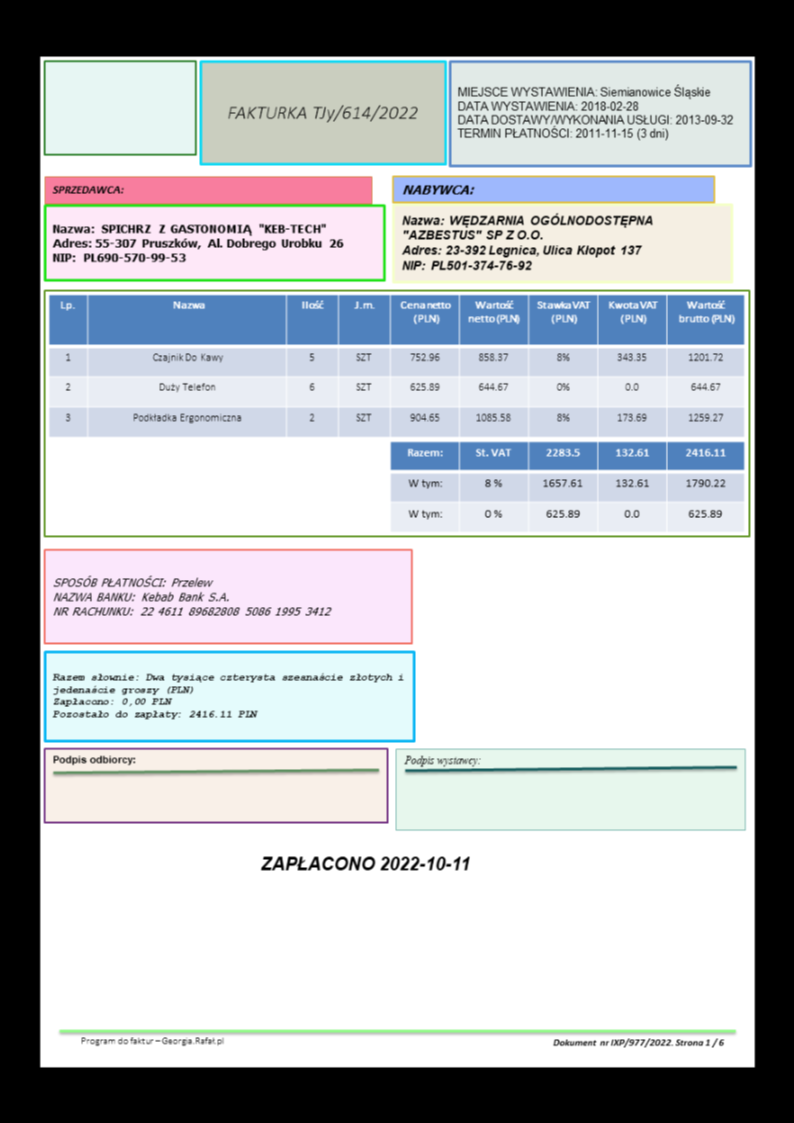 FAKTURKA TJy/614/2022
MIEJSCE WYSTAWIENIA: Siemianowice Śląskie
DATA WYSTAWIENIA: 2018-02-28
DATA DOSTAWY/WYKONANIA USŁUGI: 2013-09-32
TERMIN PŁATNOŚCI: 2011-11-15 (3 dni)
SPRZEDAWCA:
Nazwa: SPICHRZ Z GASTONOMIĄ "KEB-TECH"
Adres: 55-307 Pruszków, Al. Dobrego Urobku 26
NIP: PL690-570-99-53
NABYWCA:
Nazwa: WĘDZARNIA OGÓLNODOSTĘPNA
"AZBESTUS" SP Z O.O.
Adres: 23-392 Legnica, Ulica Kłopot 137
NIP: PL501-374-76-92
Lp. Nazwa Ilość J.m. Cena netto (PLN) Wartość netto (PLN) Stawka VAT (PLN) Kwota VAT (PLN) Wartość brutto (PLN)
1 Czajnik Do Kawy 5 SZT 752.96 858.37 8% 343.35 1201.72
2 Duży Telefon 6 SZT 625.89 644.67 0% 0.0 644.67
3 Podkładka Ergonomiczna 2 SZT 904.65 1085.58 8% 173.69 1259.27
Razem: St. VAT 2283.5 132.61 2416.11
W tym: 8 % 1657.61 132.61 1790.22
W tym: 0 % 625.89 0.0 625.89
SPOSÓB PŁATNOŚCI: Przelew
NAZWA BANKU: Kebab Bank S.A.
NR RACHUNKU: 22 4611 89682808 5086 1995 3412
Razem słownie: Dwa tysiące czterysta szesnaście złotych i
jedenaście groszy (PLN)
Zapłacono: 0,00 PLN
Pozostało do zapłaty: 2416.11 PLN
Podpis odbiorcy:
Podpis wystawcy:
ZAPŁACONO 2022-10-11
Program do faktur – Georgia.Rafał.pl
Dokument nr IXP/977/2022. Strona 1 / 6